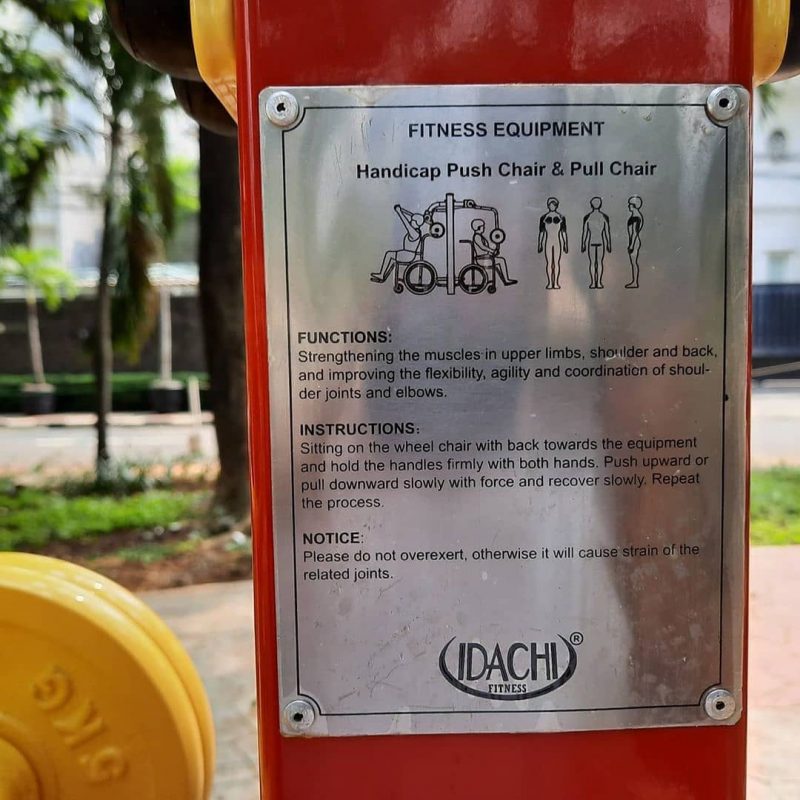 FITNESS EQUIPMENT
Handicap Push Chair & Pull Chair
FUNCTIONS:
Strengthening the muscles in upper limbs, shoulder and back,
and improving the flexibility, agility and coordination of shoul-
der joints and elbows.
INSTRUCTIONS:
Sitting on the wheel chair with back towards the equipment
and hold the handles firmly with both hands. Push upward or
pull downward slowly with force and recover slowly. Repeat
the process.
NOTICE:
Please do not overexert, otherwise it will cause strain of the
related joints.
IDACHI®
FITNESS
5KG